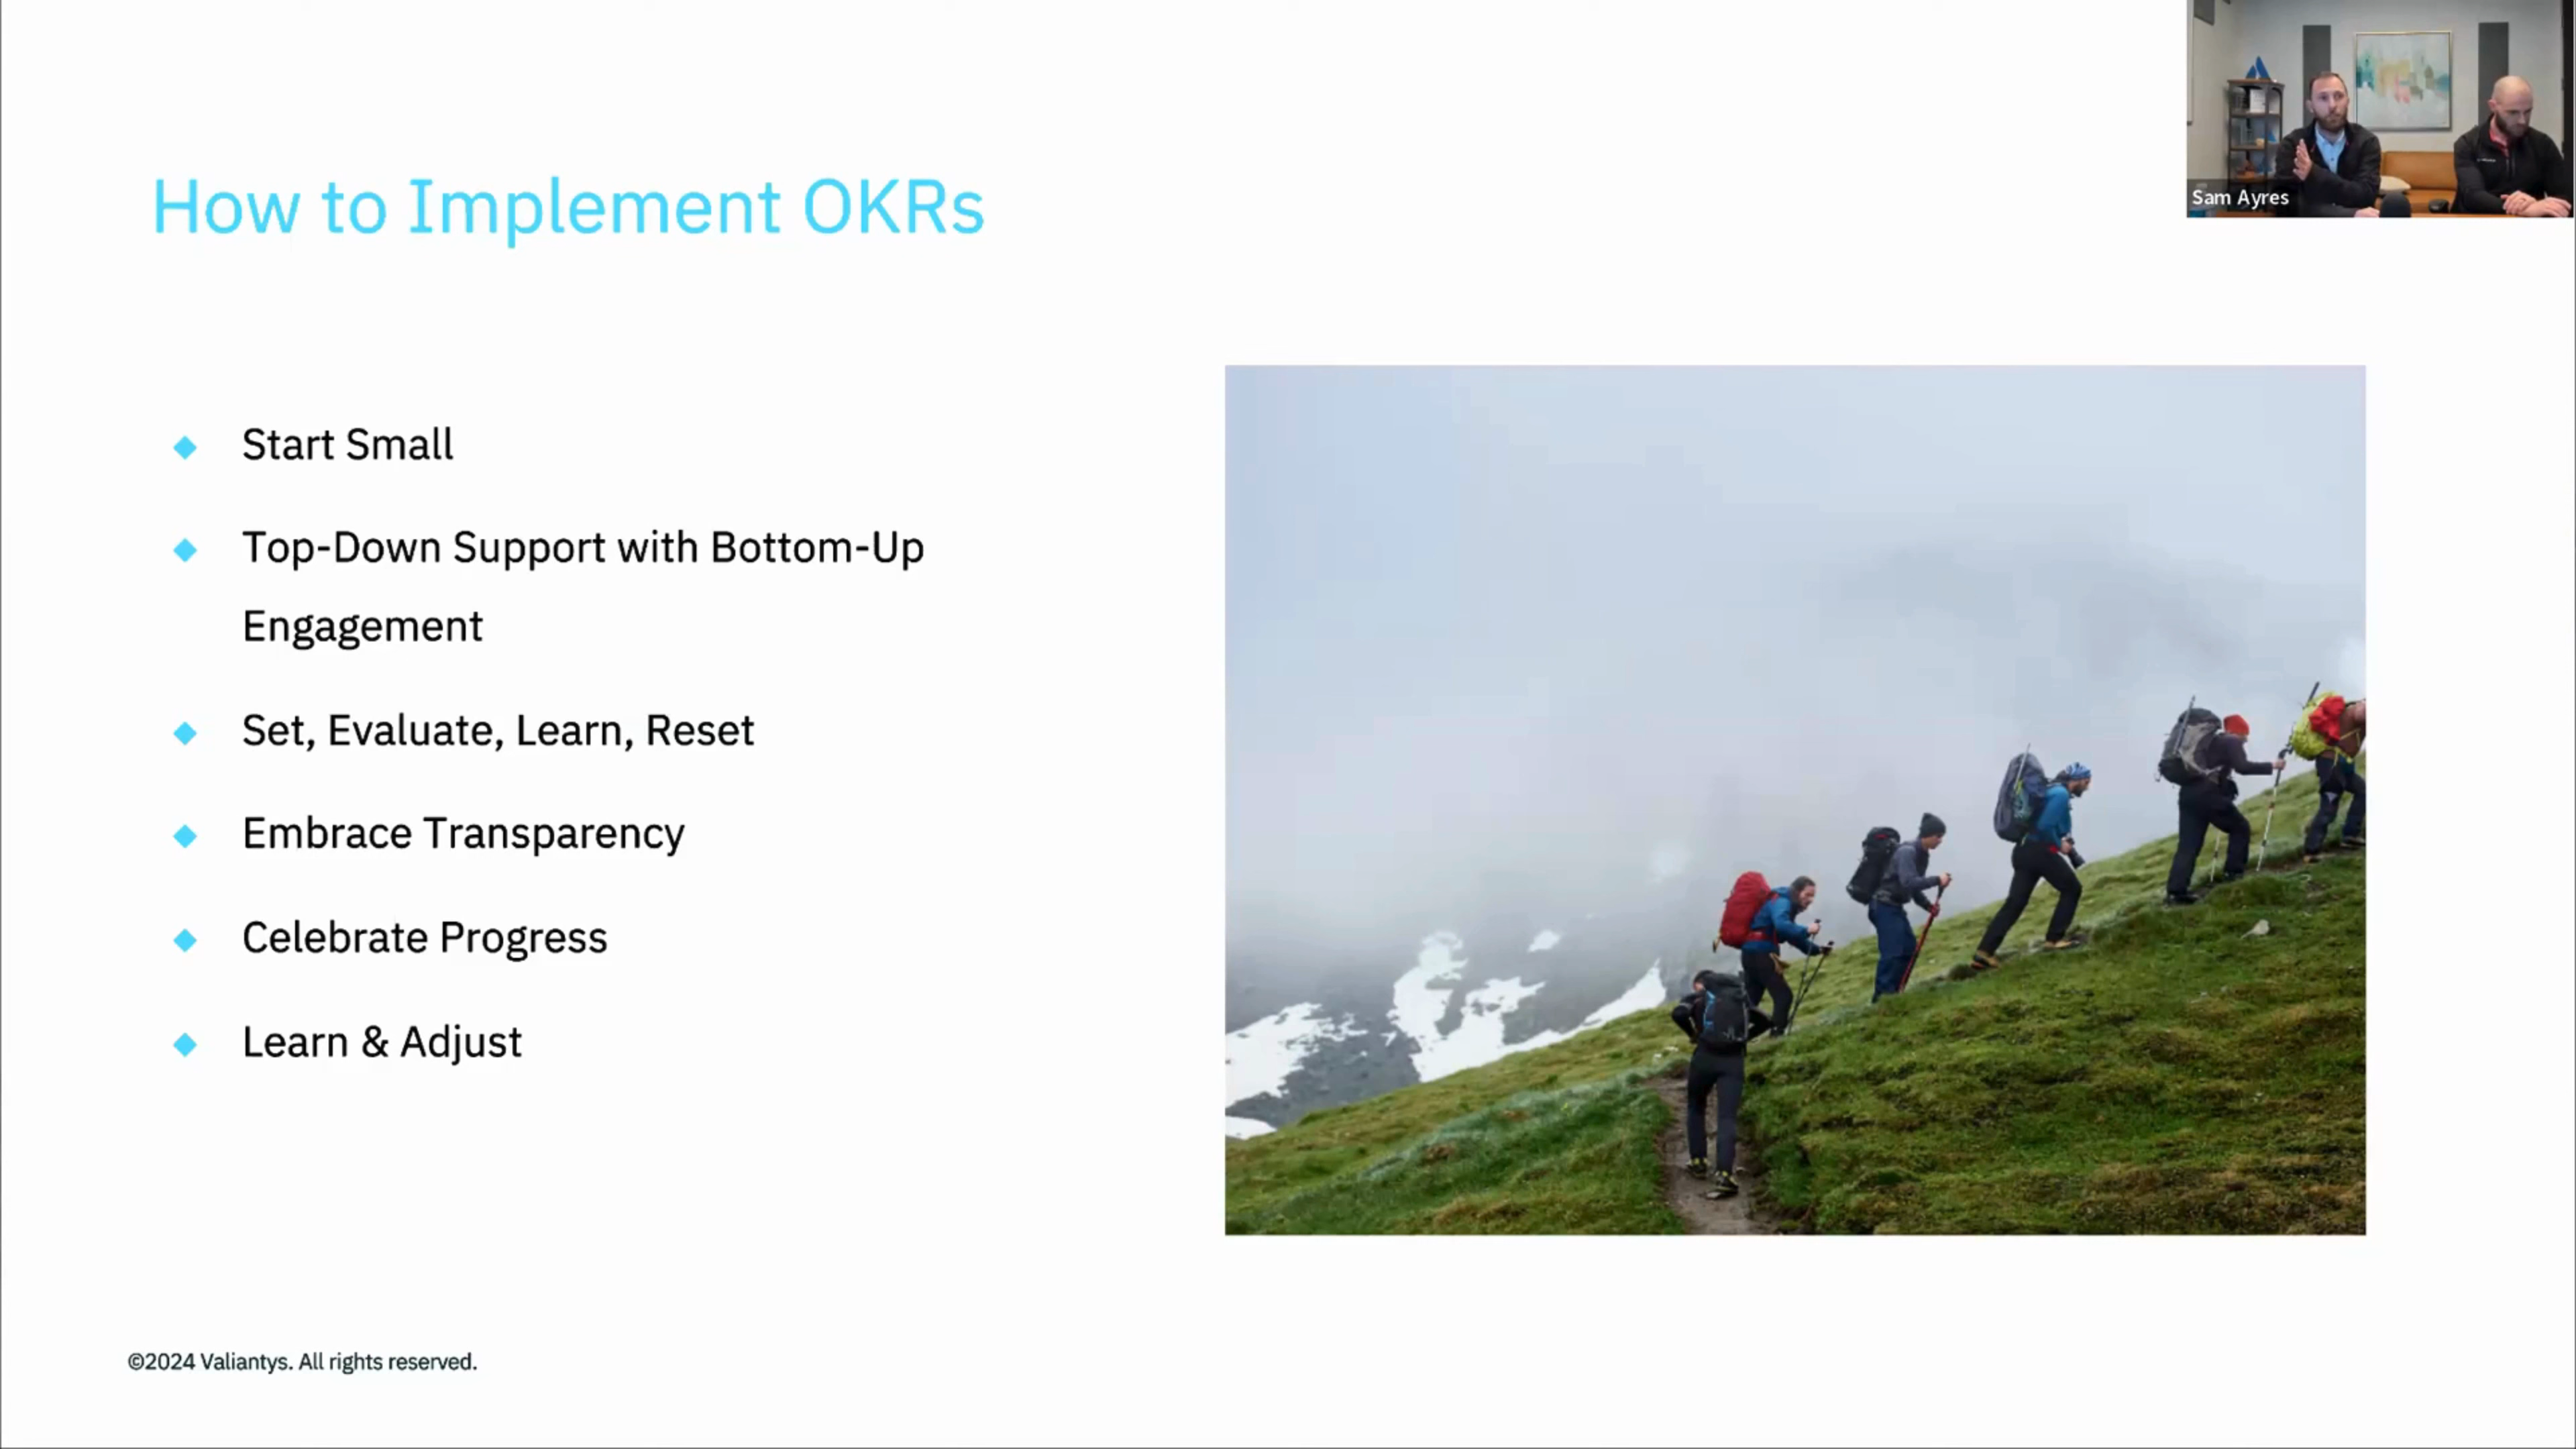 Sam Ayres
How to Implement OKRs
Start Small
Top-Down Support with Bottom-Up
Engagement
Set, Evaluate, Learn, Reset
Embrace Transparency
Celebrate Progress
Learn & Adjust
©2024 Valiantys. All rights reserved.